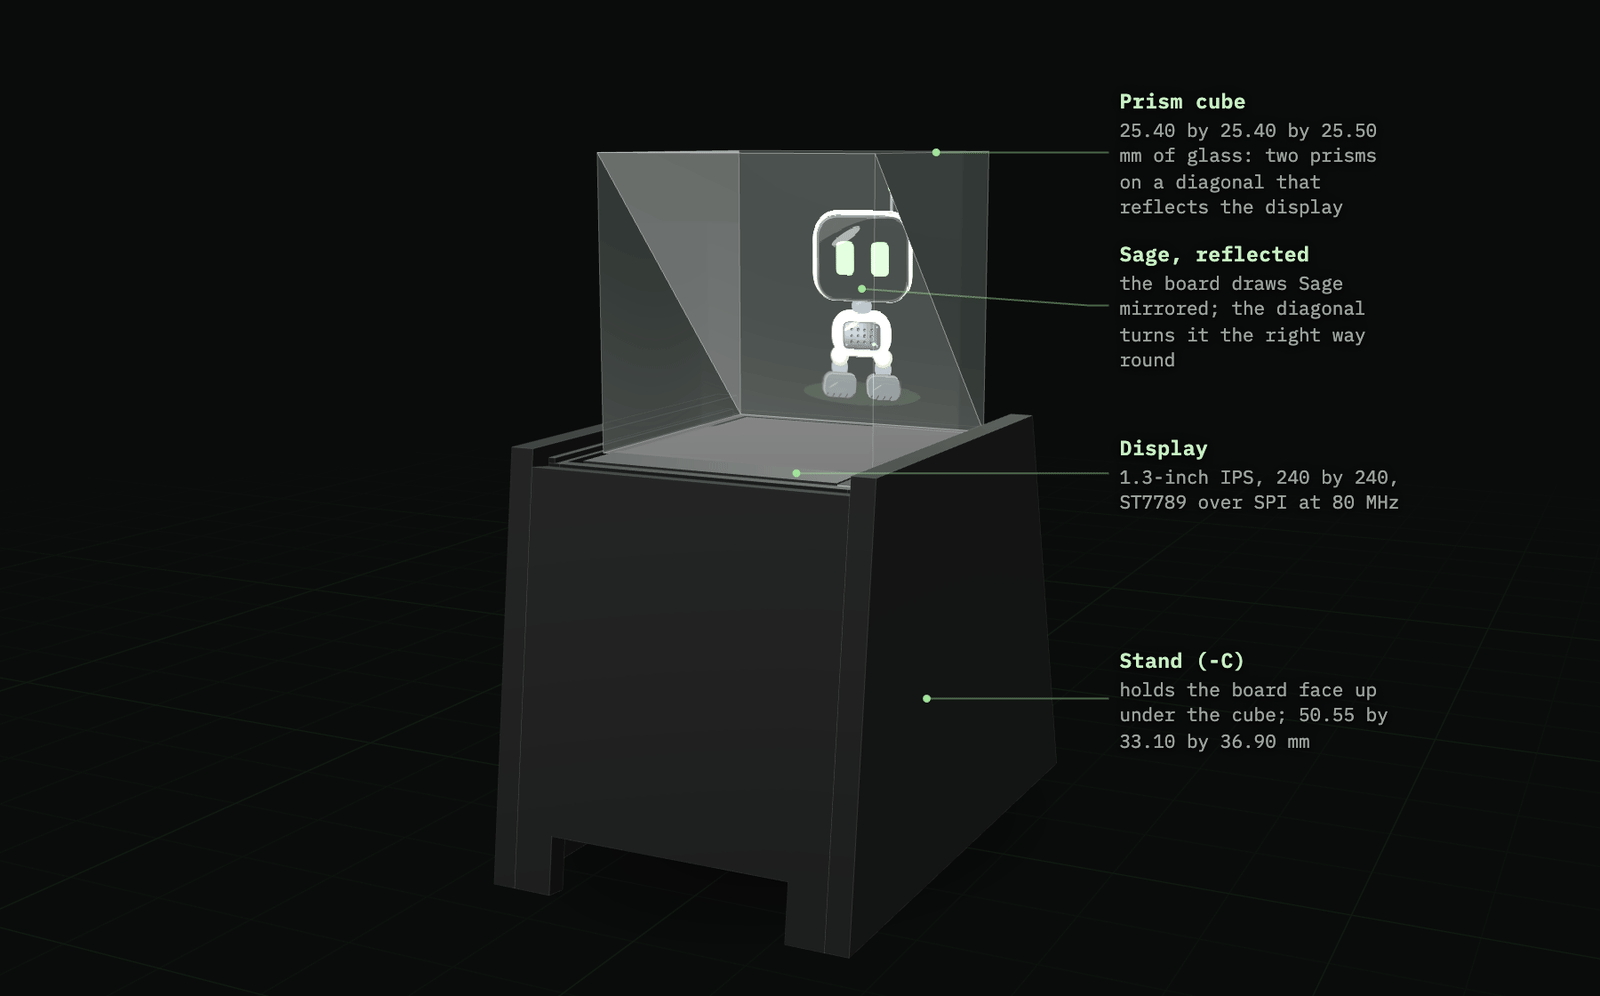 Prism cube
25.40 by 25.40 by 25.50
mm of glass: two prisms
on a diagonal that
reflects the display
Sage, reflected
the board draws Sage
mirrored; the diagonal
turns it the right way
round
Display
1.3-inch IPS, 240 by 240,
ST7789 over SPI at 80 MHz
Stand (-C)
holds the board face up
under the cube; 50.55 by
33.10 by 36.90 mm